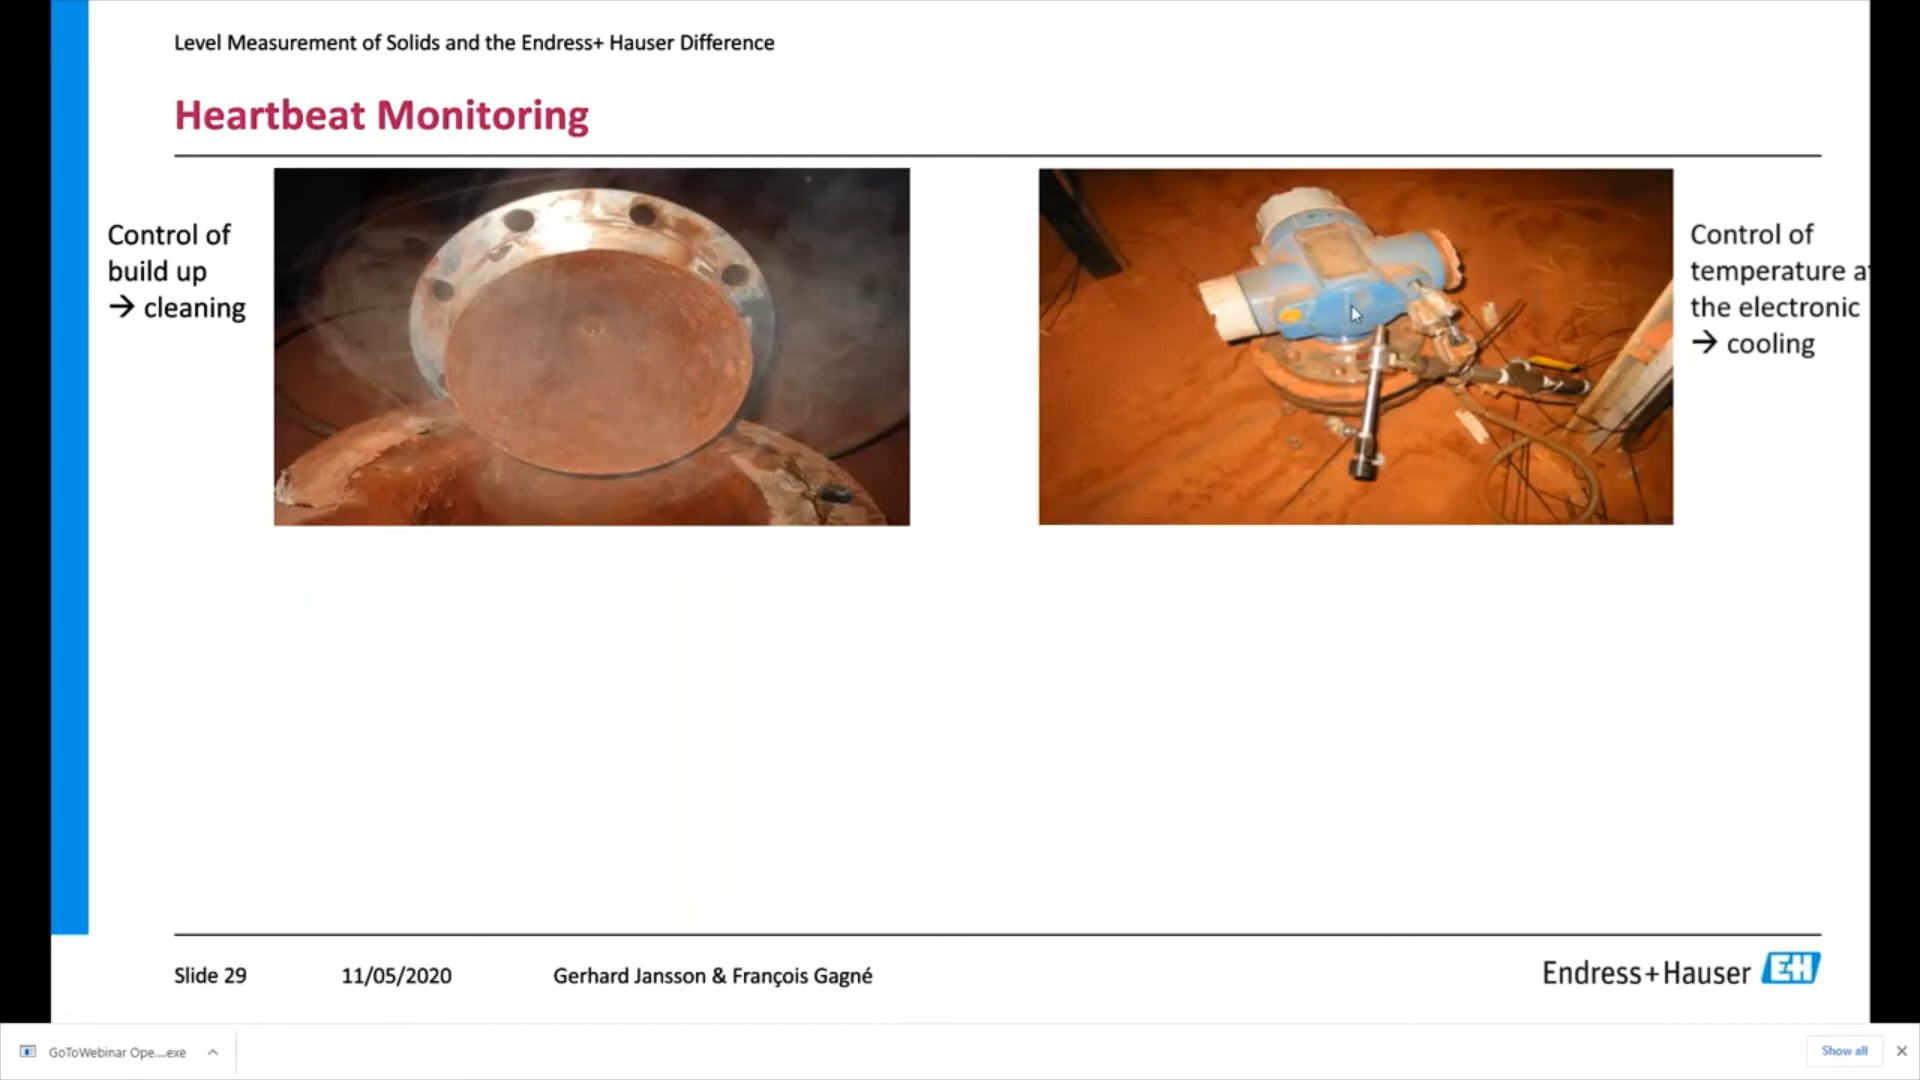 Level Measurement of Solids and the Endress+ Hauser Difference
Heartbeat Monitoring
Control of
build up
→ cleaning
Control of
temperature at
the electronic
→ cooling
Slide 29
11/05/2020
Gerhard Jansson & François Gagné
Endress+Hauser EH
GoToWebinar Ope....exe
Show all